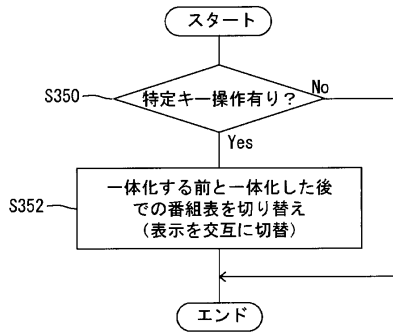 スタート
S350
特定キー操作有り？
No
Yes
S352
一体化する前と一体化した後
での番組表を切り替え
（表示を交互に切替）
エンド